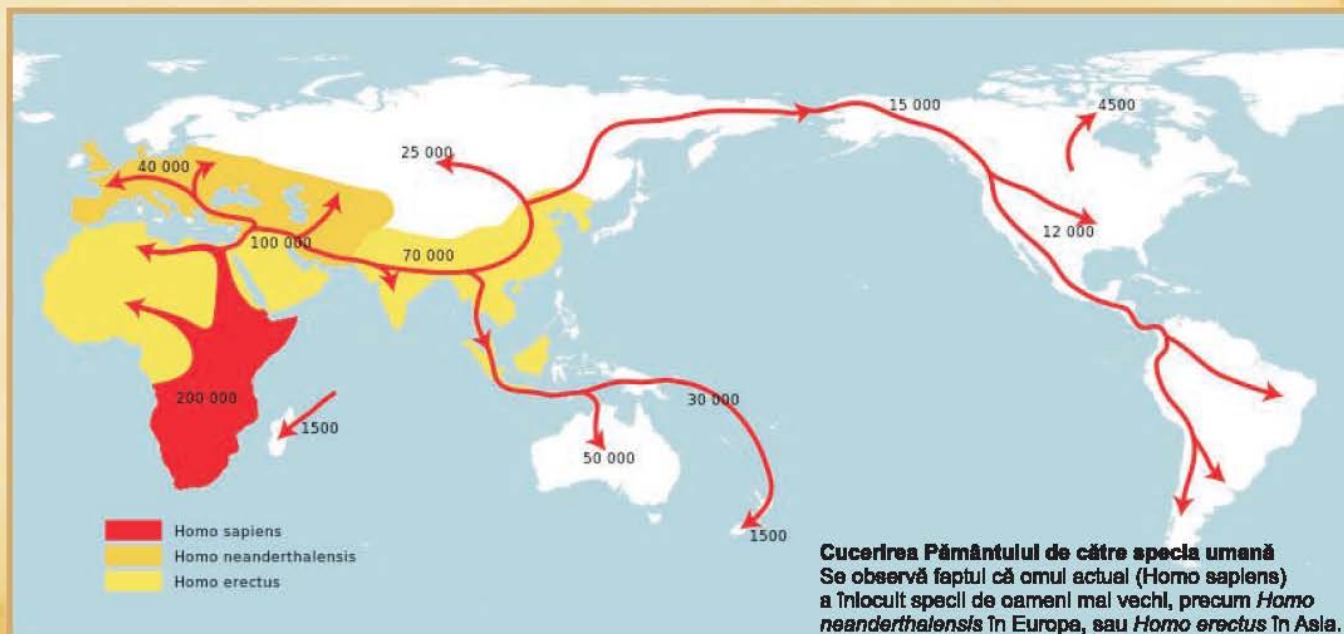 15 000
4500
40 000
25 000
12 000
100 000
70 000
200 000
30 000
1500
50 000
1500
Homo sapiens
Homo neanderthalensis
Homo erectus
Cucerirea Pământului de către specia umană
Se observă faptul că omul actual (Homo sapiens)
a înlocuit specii de oameni mai vechi, precum Homo
neanderthalensis în Europa, sau Homo erectus în Asia.